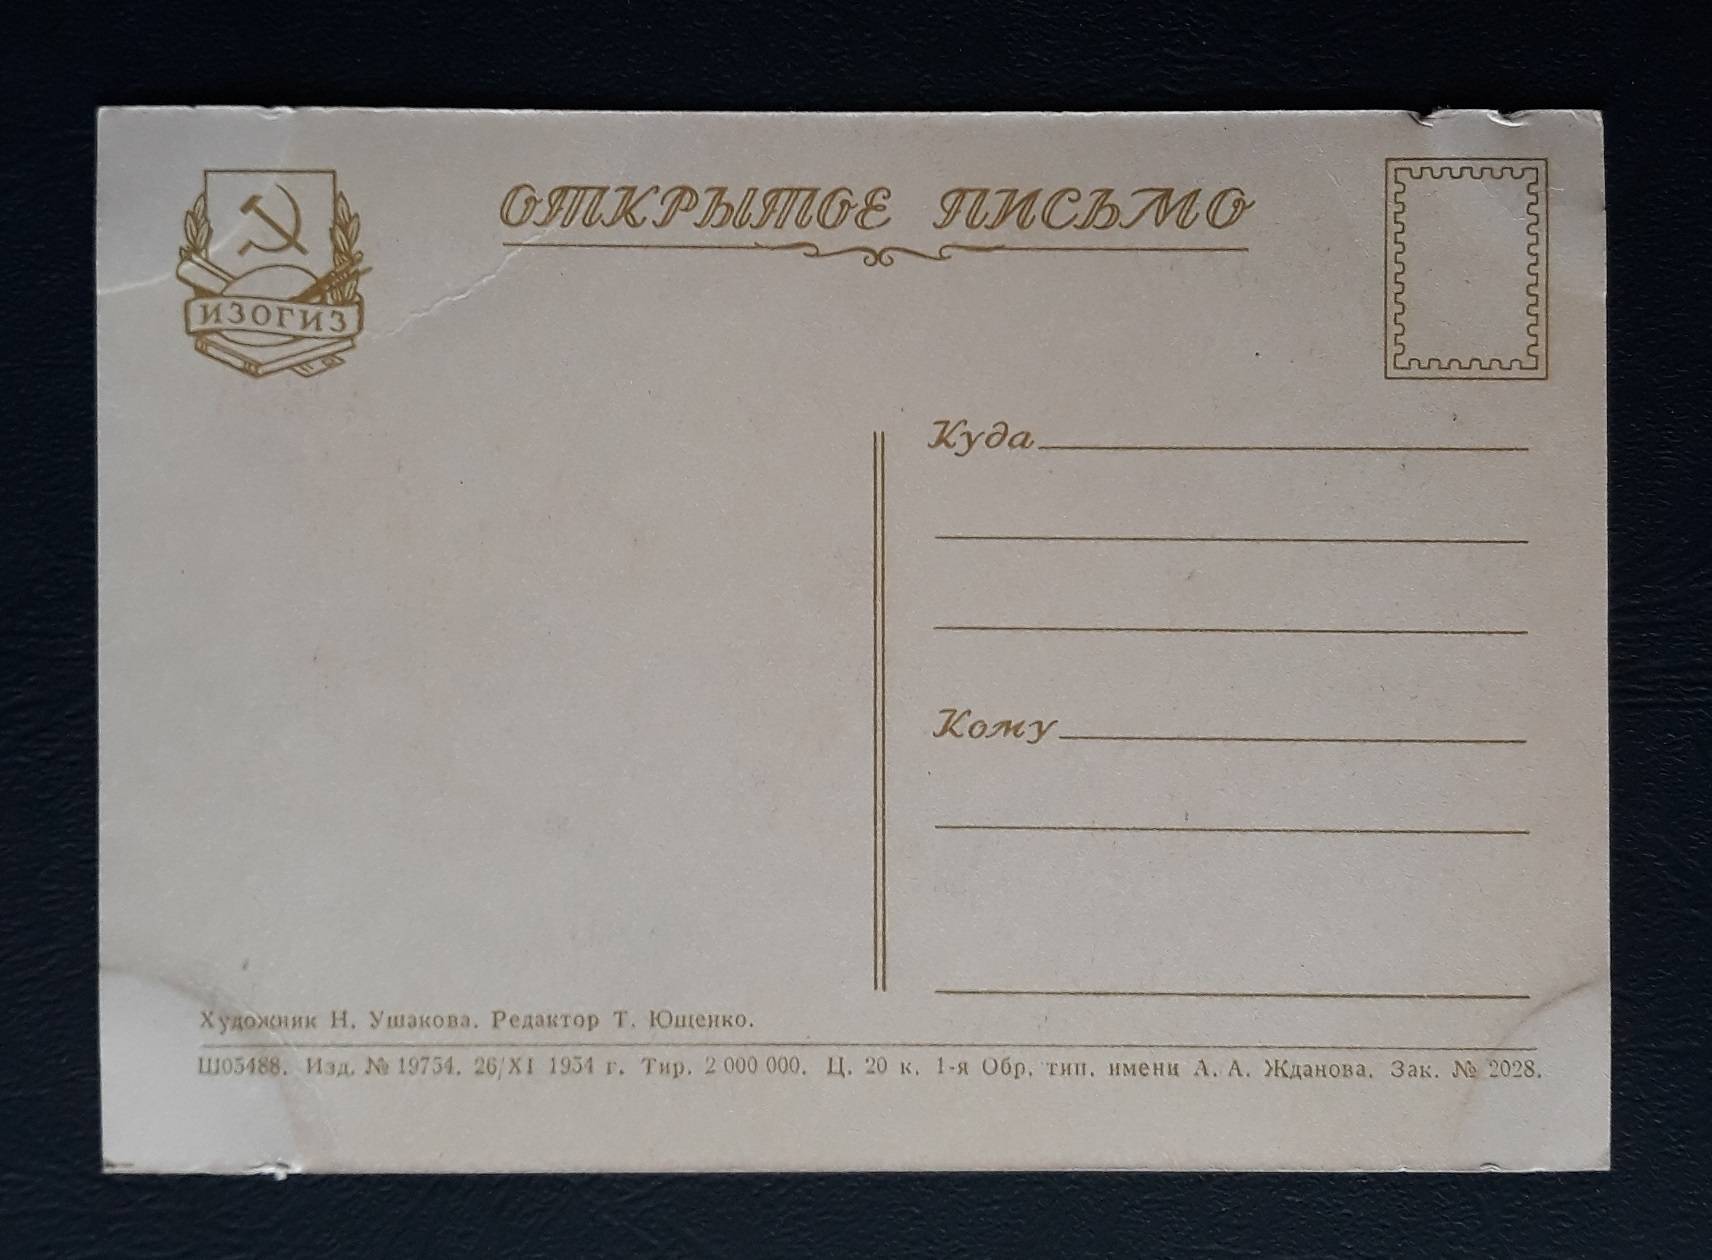 ИЗОГИЗ
ОТКРЫТОЕ ПИСЬМО
Куда
Кому
Художник Н. Ушакова. Редактор Т. Ющенко.
Ш05488. Изд. № 19754. 26/XI 1954 г. Тир. 2 000 000. Ц. 20 к. 1-я Обр. тип. имени А. А. Жданова. Зак. № 2028.